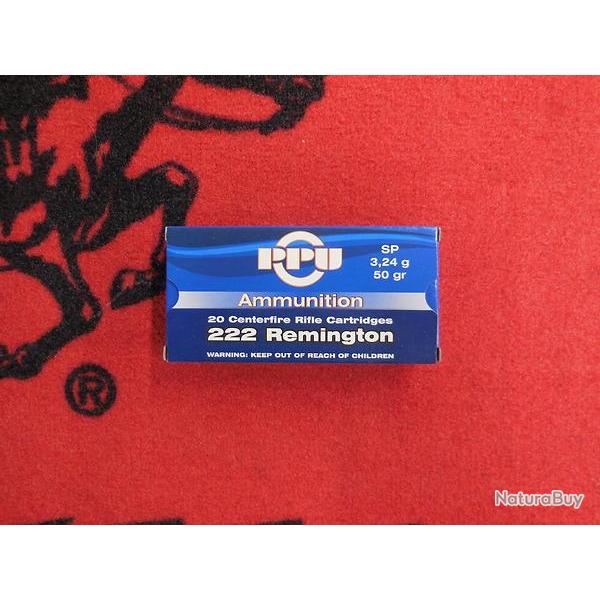 PPU
SP
3,24 g
50 gr
Ammunition
20 Centerfire Rifle Cartridges
222 Remington
WARNING: KEEP OUT OF REACH OF CHILDREN
®
NaturaBuy